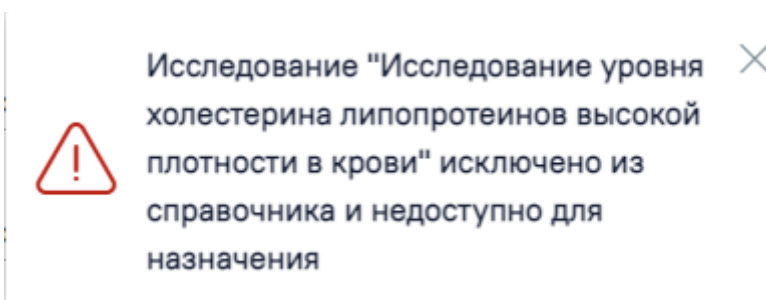 Исследование "Исследование уровня
холестерина липопротеинов высокой
плотности в крови" исключено из
справочника и недоступно для
назначения